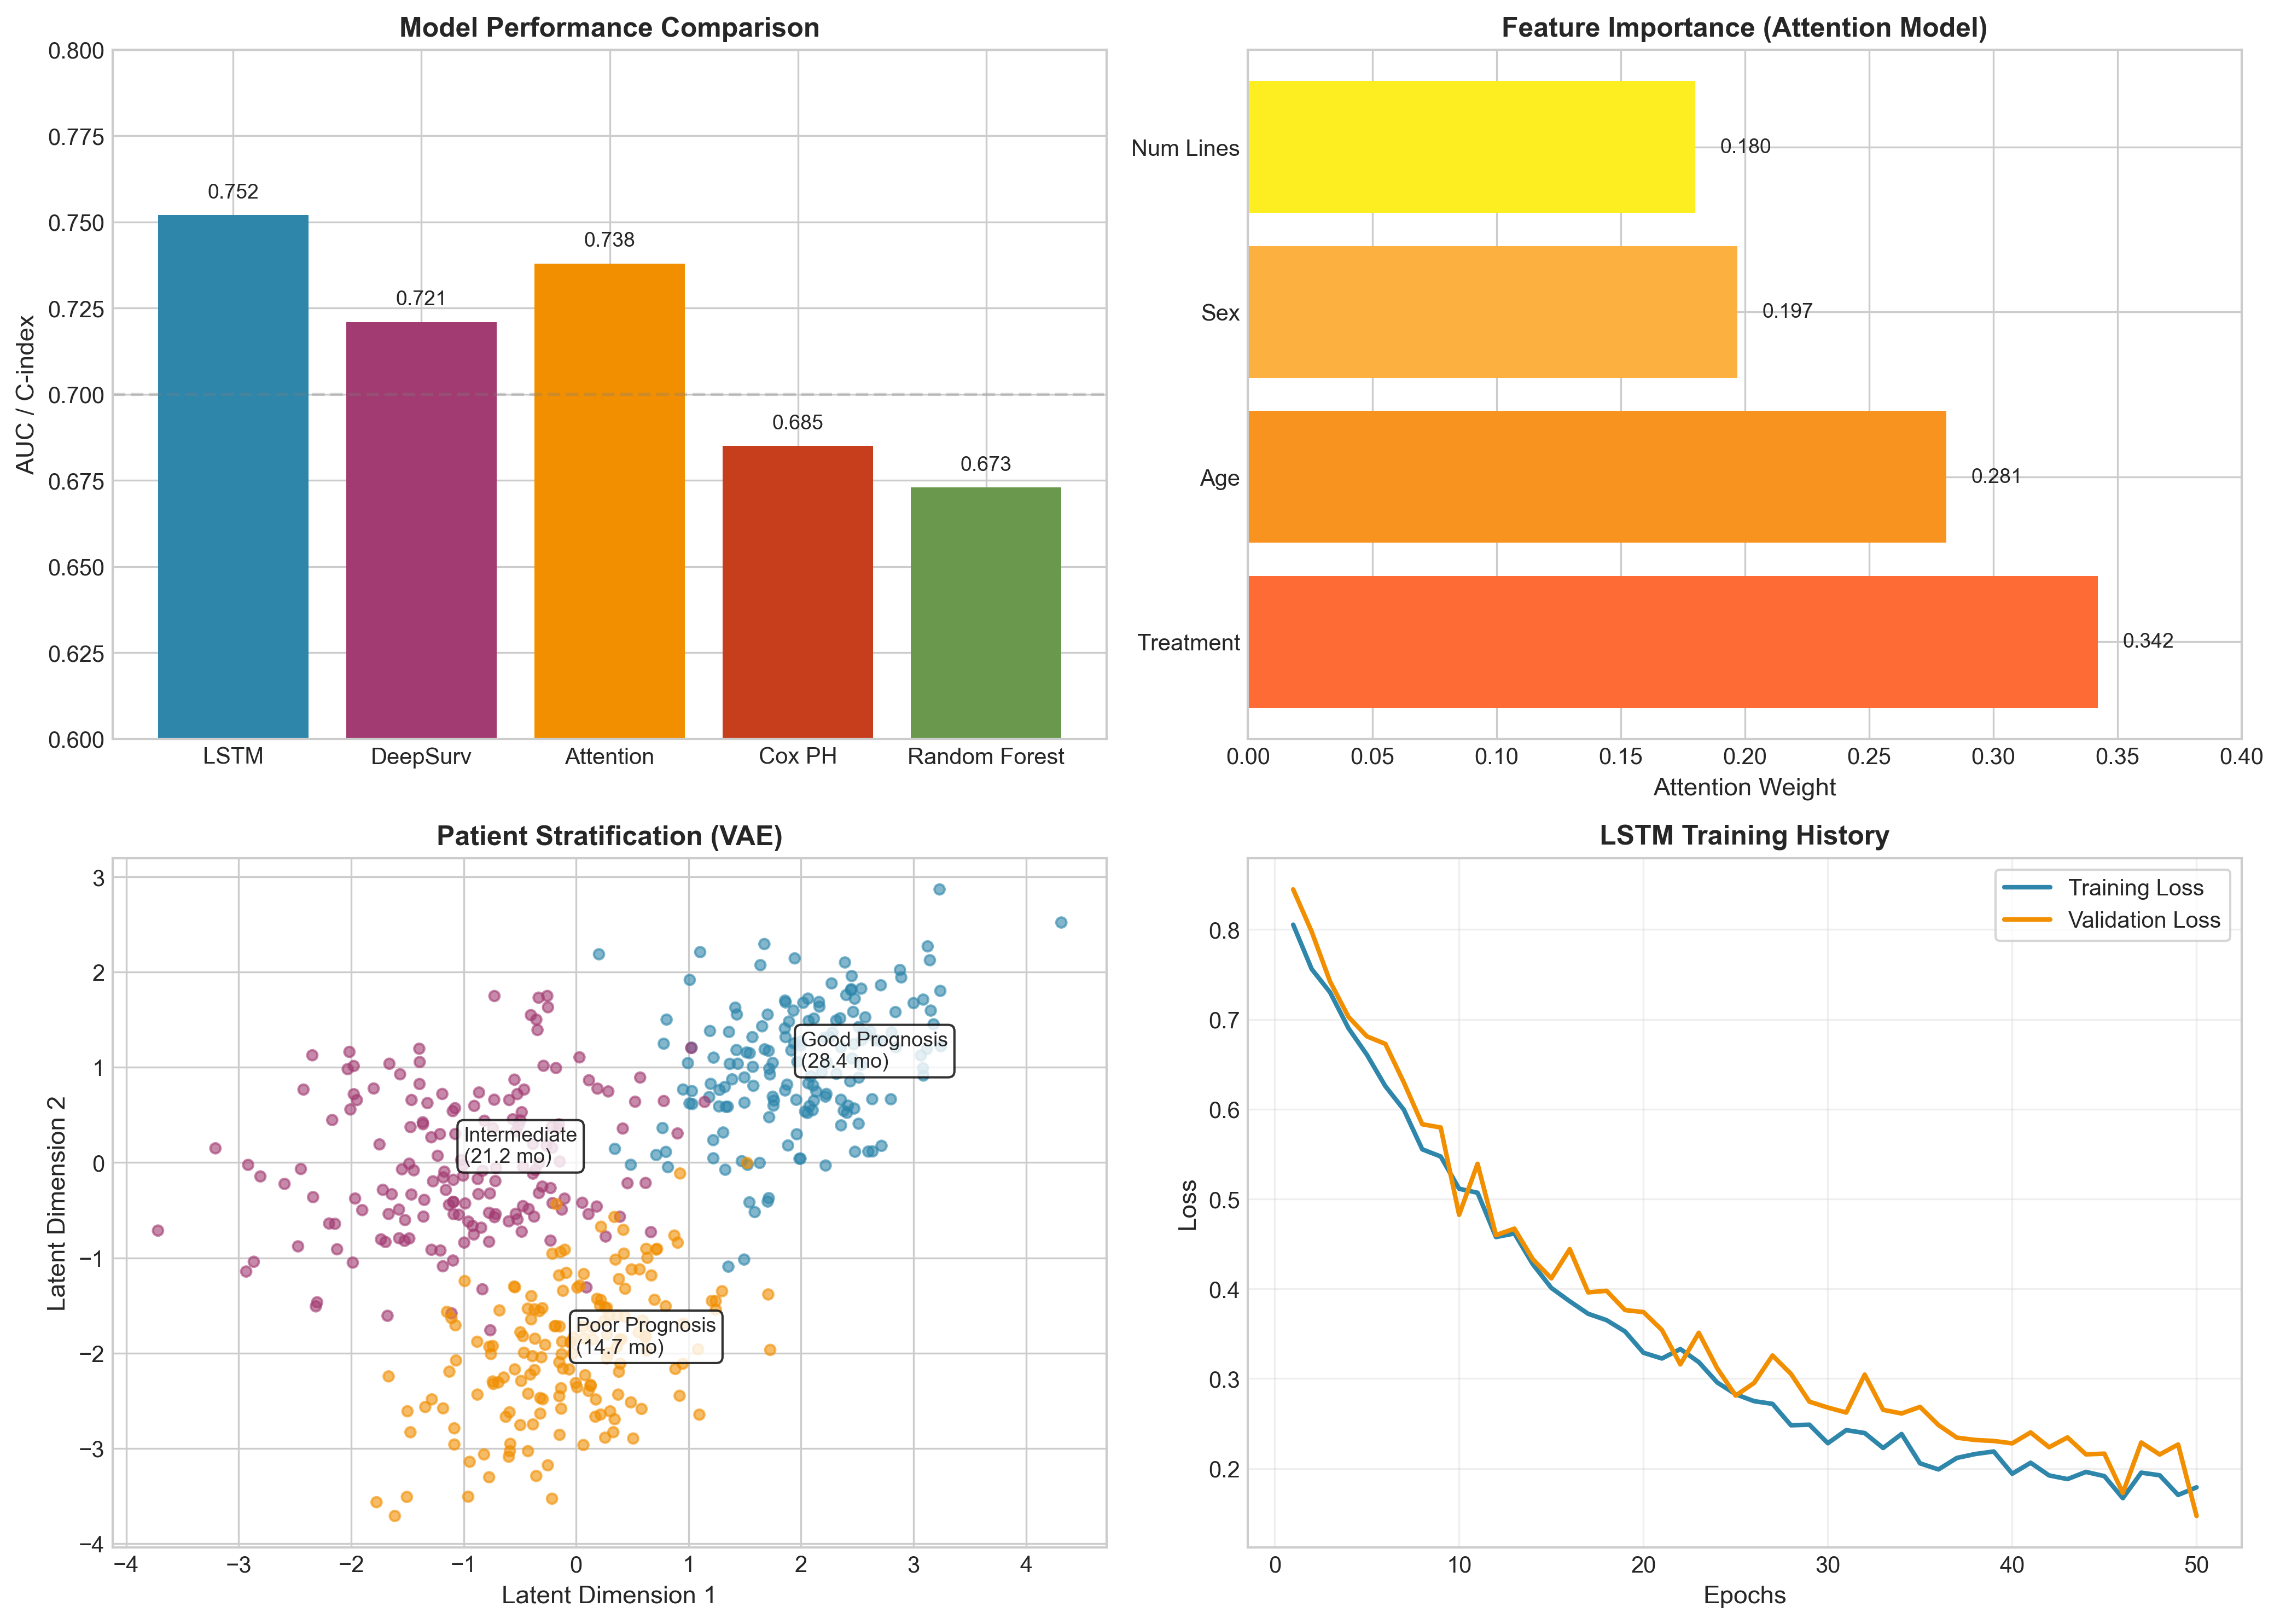 Model Performance Comparison
0.800
0.775
0.750
0.725
0.700
0.675
0.650
0.625
0.600
AUC / C-index
0.752
0.721
0.738
0.685
0.673
LSTM
DeepSurv
Attention
Cox PH
Random Forest
Feature Importance (Attention Model)
Num Lines
Sex
Age
Treatment
0.180
0.197
0.281
0.342
0.00
0.05
0.10
0.15
0.20
0.25
0.30
0.35
0.40
Attention Weight
Patient Stratification (VAE)
3
2
1
0
−1
−2
−3
−4
Latent Dimension 2
Good Prognosis
(28.4 mo)
Intermediate
(21.2 mo)
Poor Prognosis
(14.7 mo)
−4
−3
−2
−1
0
1
2
3
4
Latent Dimension 1
LSTM Training History
Training Loss
Validation Loss
0.8
0.7
0.6
0.5
0.4
0.3
0.2
Loss
0
10
20
30
40
50
Epochs